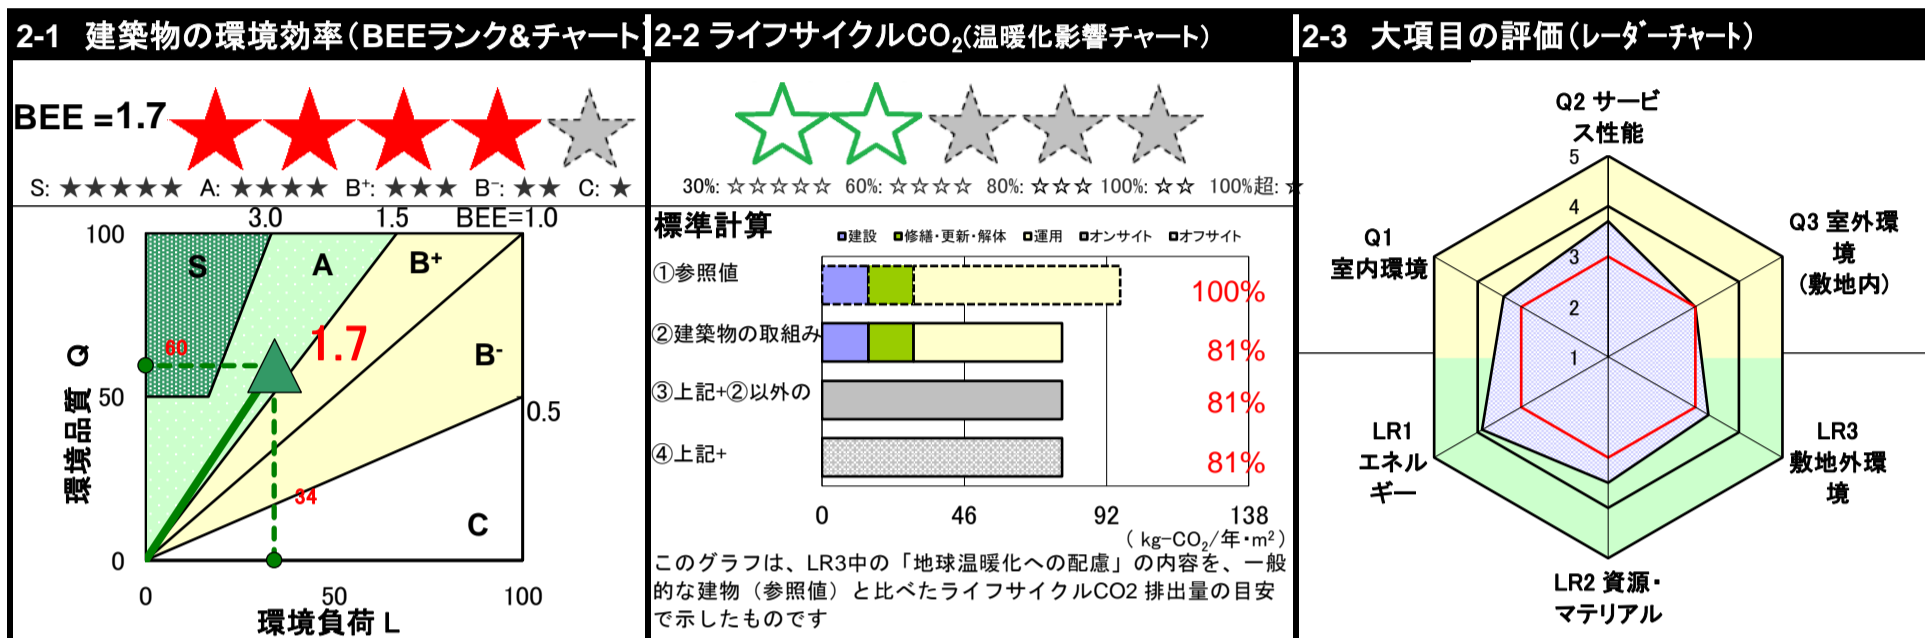 2-1 建築物の環境効率(BEEランク&チャート)
BEE =1.7
S: ★★★★★ A: ★★★★ B⁺: ★★★ B⁻: ★★ C: ★
3.0 1.5 BEE=1.0
100
S
A
B⁺
1.7
60
B⁻
50
0.5
34
C
0
0 50 100
環境品質 Q
環境負荷 L
2-2 ライフサイクルCO₂(温暖化影響チャート)
30%: ☆☆☆☆☆ 60%: ☆☆☆☆ 80%: ☆☆☆ 100%: ☆☆ 100%超: ☆
標準計算
■建設 ■修繕・更新・解体 ■運用 ■オンサイト ■オフサイト
①参照値 100%
②建築物の取組み 81%
③上記+②以外の 81%
④上記+ 81%
0 46 92 138
( kg-CO₂/年・m² )
このグラフは、LR3中の「地球温暖化への配慮」の内容を、一般
的な建物(参照値)と比べたライフサイクルCO2 排出量の目安
で示したものです
2-3 大項目の評価(レーダーチャート)
Q2 サービ
ス性能
5
4
3
2
1
Q1
室内環境
Q3 室外環
境
(敷地内)
LR1
エネル
ギー
LR3
敷地外環
境
LR2 資源・
マテリアル